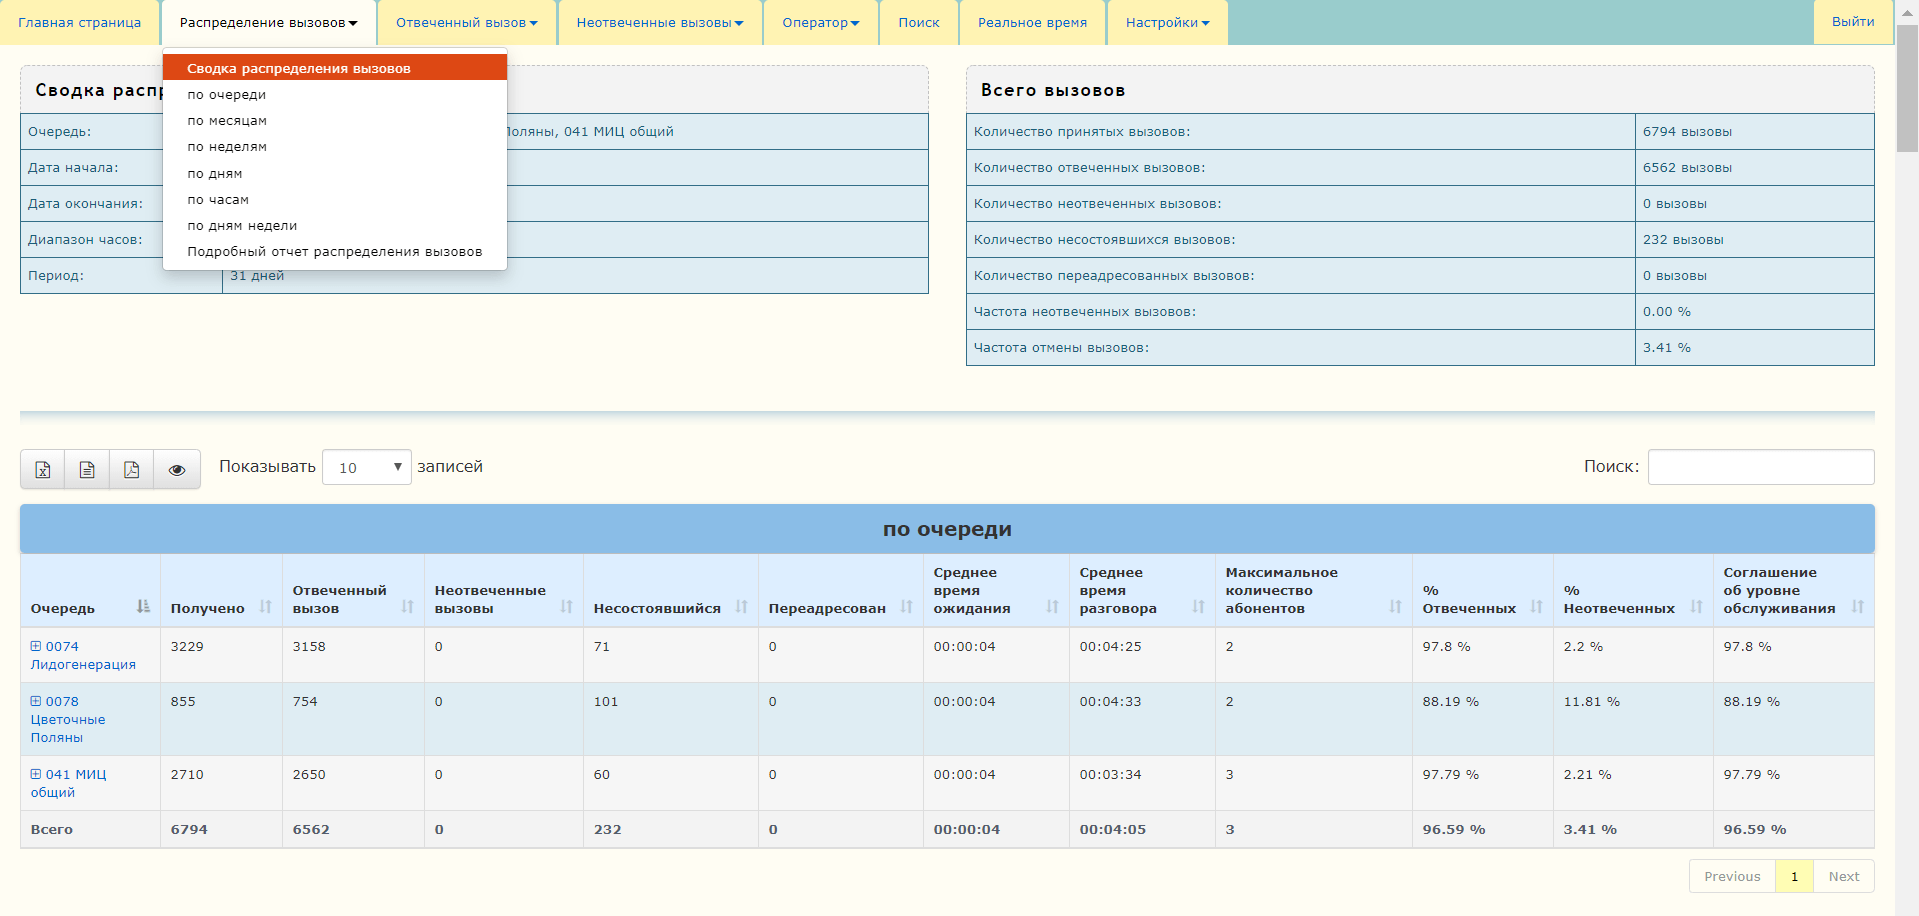 Главная страница
Распределение вызовов
Отвеченный вызов
Неотвеченные вызовы
Оператор
Поиск
Реальное время
Настройки
Выйти
Сводка распределения вызовов
по очереди
по месяцам
по неделям
по дням
по часам
по дням недели
Подробный отчет распределения вызовов
Сводка расп
Очередь: Поляны, 041 МИЦ общий
Дата начала:
Дата окончания:
Диапазон часов:
Период: 31 дней
Всего вызовов
Количество принятых вызовов: 6794 вызовы
Количество отвеченных вызовов: 6562 вызовы
Количество неотвеченных вызовов: 0 вызовы
Количество несостоявшихся вызовов: 232 вызовы
Количество переадресованных вызовов: 0 вызовы
Частота неотвеченных вызовов: 0.00 %
Частота отмены вызовов: 3.41 %
Показывать 10 записей
Поиск:
по очереди
Очередь
Получено
Отвеченный
вызов
Неотвеченные
вызовы
Несостоявшийся
Переадресован
Среднее
время
ожидания
Среднее
время
разговора
Максимальное
количество
абонентов
%
Отвеченных
%
Неотвеченных
Соглашение
об уровне
обслуживания
0074 3229 3158 0 71 0 00:00:04 00:04:25 2 97.8 % 2.2 % 97.8 %
Лидогенерация
0078 855 754 0 101 0 00:00:04 00:04:33 2 88.19 % 11.81 % 88.19 %
Цветочные
Поляны
041 МИЦ 2710 2650 0 60 0 00:00:04 00:03:34 3 97.79 % 2.21 % 97.79 %
общий
Всего 6794 6562 0 232 0 00:00:04 00:04:05 3 96.59 % 3.41 % 96.59 %
Previous 1 Next